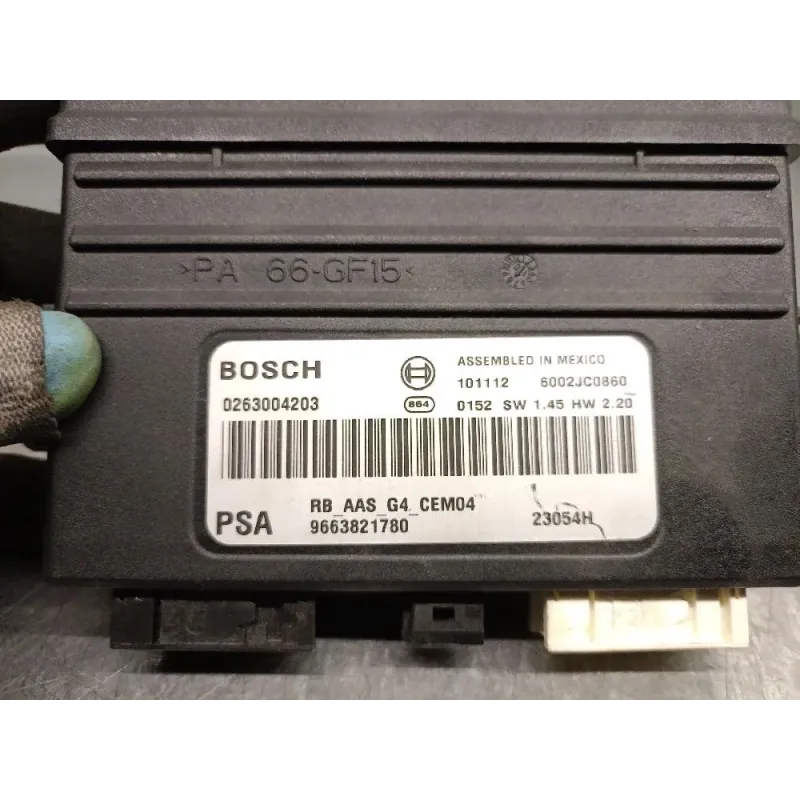 >PA 66-GF15<
BOSCH
ASSEMBLED IN MEXICO
101112 6002JC0860
0263004203
864 0152 SW 1.45 HW 2.20
RB_AAS_G4_CEM04
PSA
9663821780
23054H